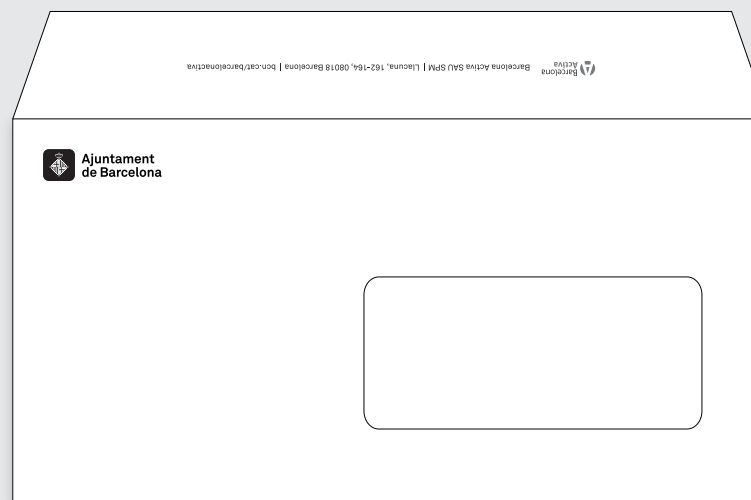 Barcelona
Activa
Barcelona Activa SAU SPM | Llacuna, 162-164, 08018 Barcelona | bcn.cat/barcelonactiva
Ajuntament
de Barcelona